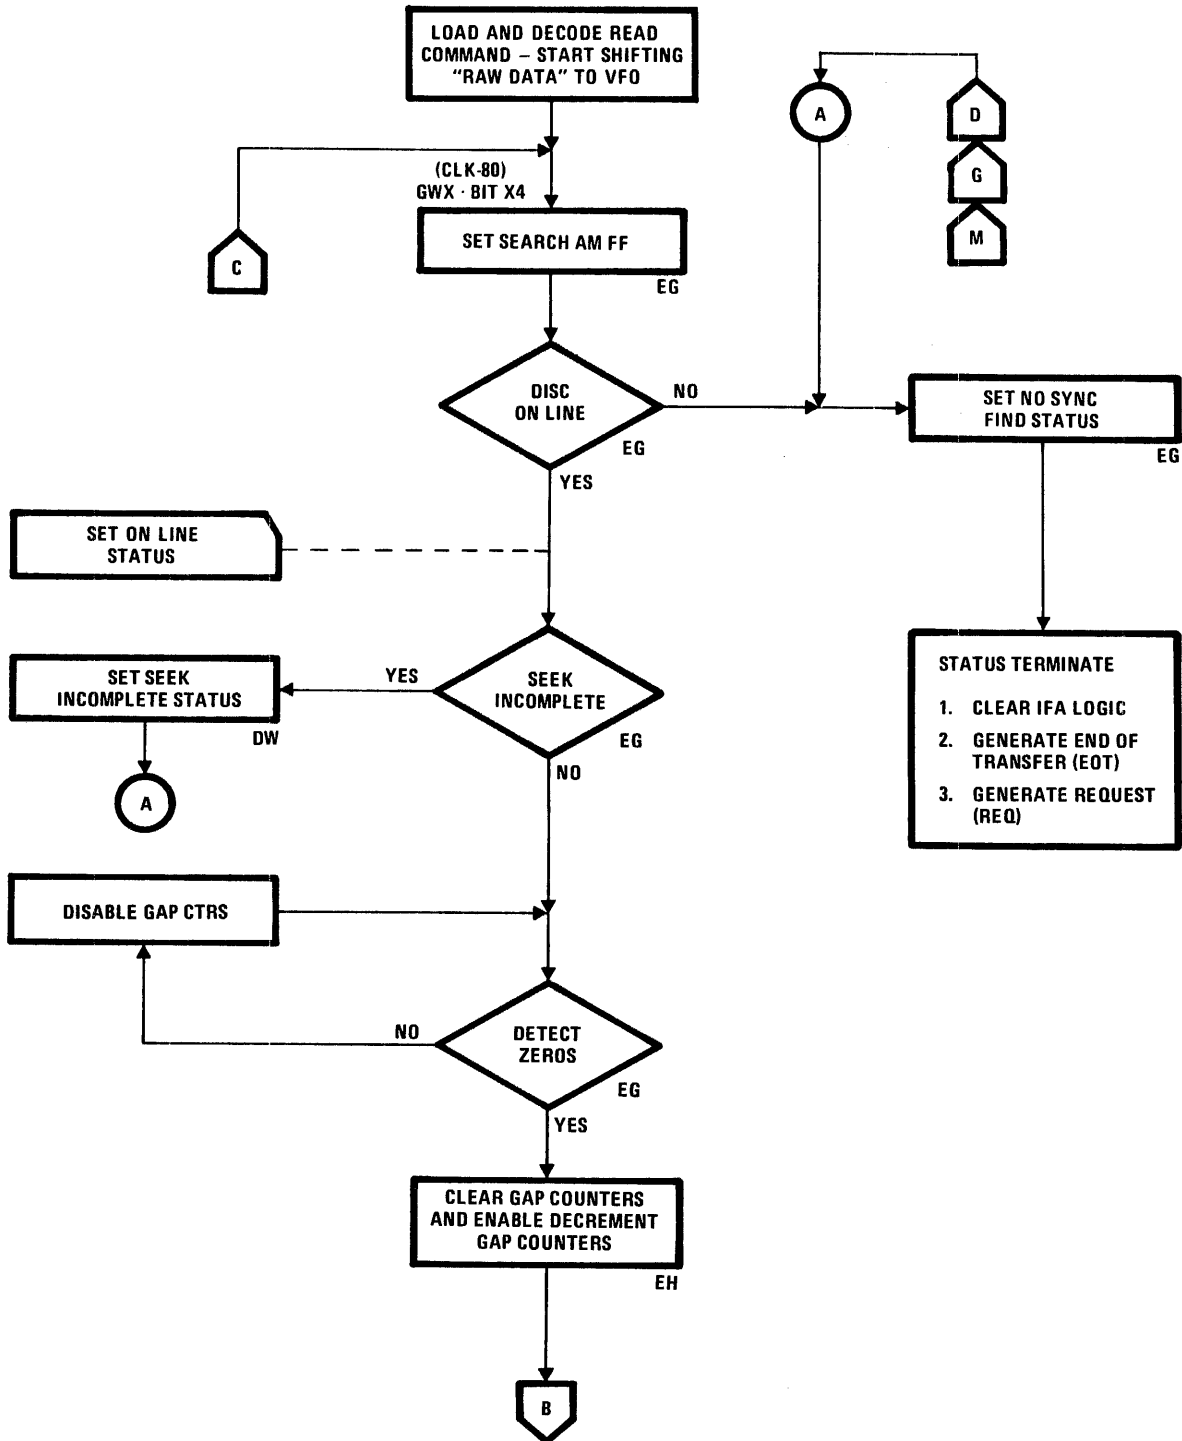 LOAD AND DECODE READ
COMMAND – START SHIFTING
"RAW DATA" TO VFO
A
D
G
M
(CLK-80)
GWX · BIT X4
C
SET SEARCH AM FF
EG
DISC
ON LINE
NO
EG
YES
SET NO SYNC
FIND STATUS
EG
SET ON LINE
STATUS
SET SEEK
INCOMPLETE STATUS
DW
YES
SEEK
INCOMPLETE
EG
NO
A
STATUS TERMINATE
1. CLEAR IFA LOGIC
2. GENERATE END OF
TRANSFER (EOT)
3. GENERATE REQUEST
(REQ)
DISABLE GAP CTRS
NO
DETECT
ZEROS
EG
YES
CLEAR GAP COUNTERS
AND ENABLE DECREMENT
GAP COUNTERS
EH
B